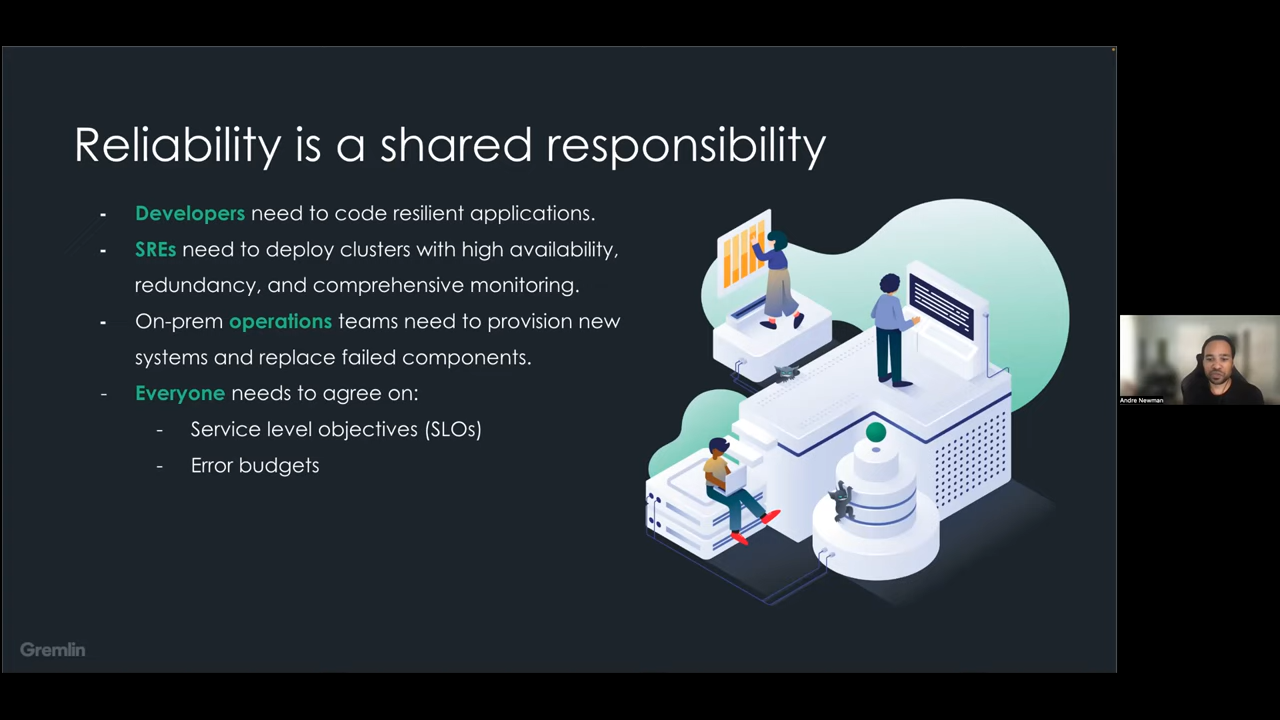 Reliability is a shared responsibility
- Developers need to code resilient applications.
- SREs need to deploy clusters with high availability,
redundancy, and comprehensive monitoring.
- On-prem operations teams need to provision new
systems and replace failed components.
- Everyone needs to agree on:
- Service level objectives (SLOs)
- Error budgets
Gremlin
Andre Newman